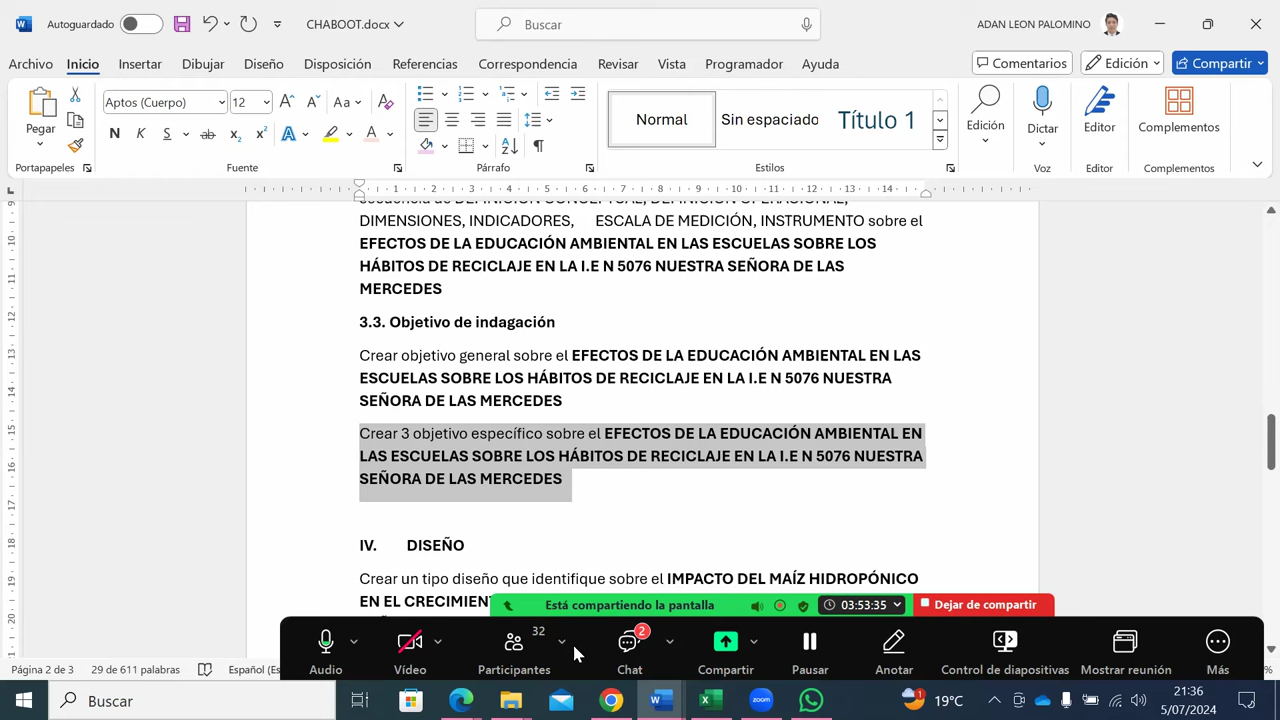 Autoguardado
CHABOOT.docx
Buscar
ADAN LEON PALOMINO
Archivo Inicio Insertar Dibujar Diseño Disposición Referencias Correspondencia Revisar Vista Programador Ayuda
Comentarios Edición Compartir
Aptos (Cuerpo) 12
Pegar
Normal Sin espaciado Título 1
Edición Dictar Editor Complementos
Portapapeles Fuente Párrafo Estilos Voz Editor Complementos
DIMENSIONES, INDICADORES, ESCALA DE MEDICIÓN, INSTRUMENTO sobre el
EFECTOS DE LA EDUCACIÓN AMBIENTAL EN LAS ESCUELAS SOBRE LOS
HÁBITOS DE RECICLAJE EN LA I.E N 5076 NUESTRA SEÑORA DE LAS
MERCEDES
3.3. Objetivo de indagación
Crear objetivo general sobre el EFECTOS DE LA EDUCACIÓN AMBIENTAL EN LAS
ESCUELAS SOBRE LOS HÁBITOS DE RECICLAJE EN LA I.E N 5076 NUESTRA
SEÑORA DE LAS MERCEDES
Crear 3 objetivo específico sobre el EFECTOS DE LA EDUCACIÓN AMBIENTAL EN
LAS ESCUELAS SOBRE LOS HÁBITOS DE RECICLAJE EN LA I.E N 5076 NUESTRA
SEÑORA DE LAS MERCEDES
IV. DISEÑO
Crear un tipo diseño que identifique sobre el IMPACTO DEL MAÍZ HIDROPÓNICO
EN EL CRECIMIEN
Está compartiendo la pantalla 03:53:35 Dejar de compartir
32
2
Audio Vídeo Participantes Chat Compartir Pausar Anotar Control de diapositivas Mostrar reunión Más
Página 2 de 3 29 de 611 palabras Español (Es
Buscar
19°C
21:36
5/07/2024